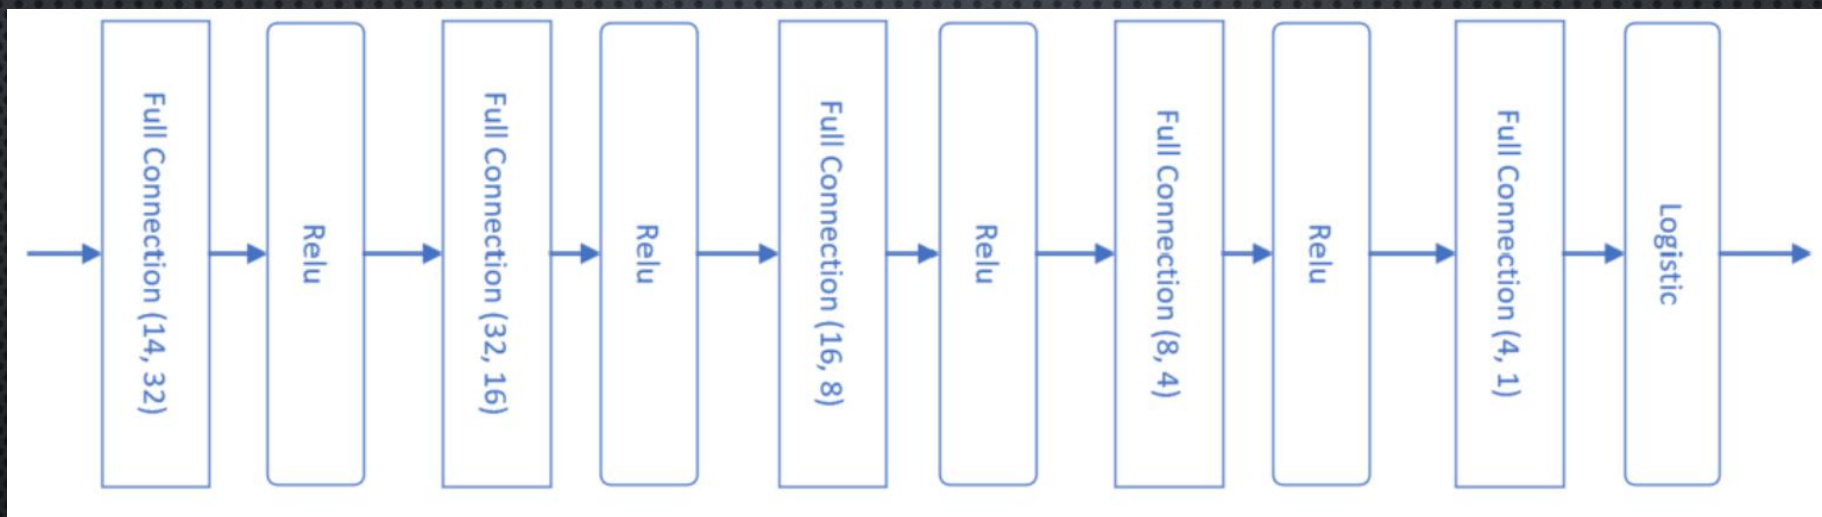 Full Connection (14, 32)
Relu
Full Connection (32, 16)
Relu
Full Connection (16, 8)
Relu
Full Connection (8, 4)
Relu
Full Connection (4, 1)
Logistic